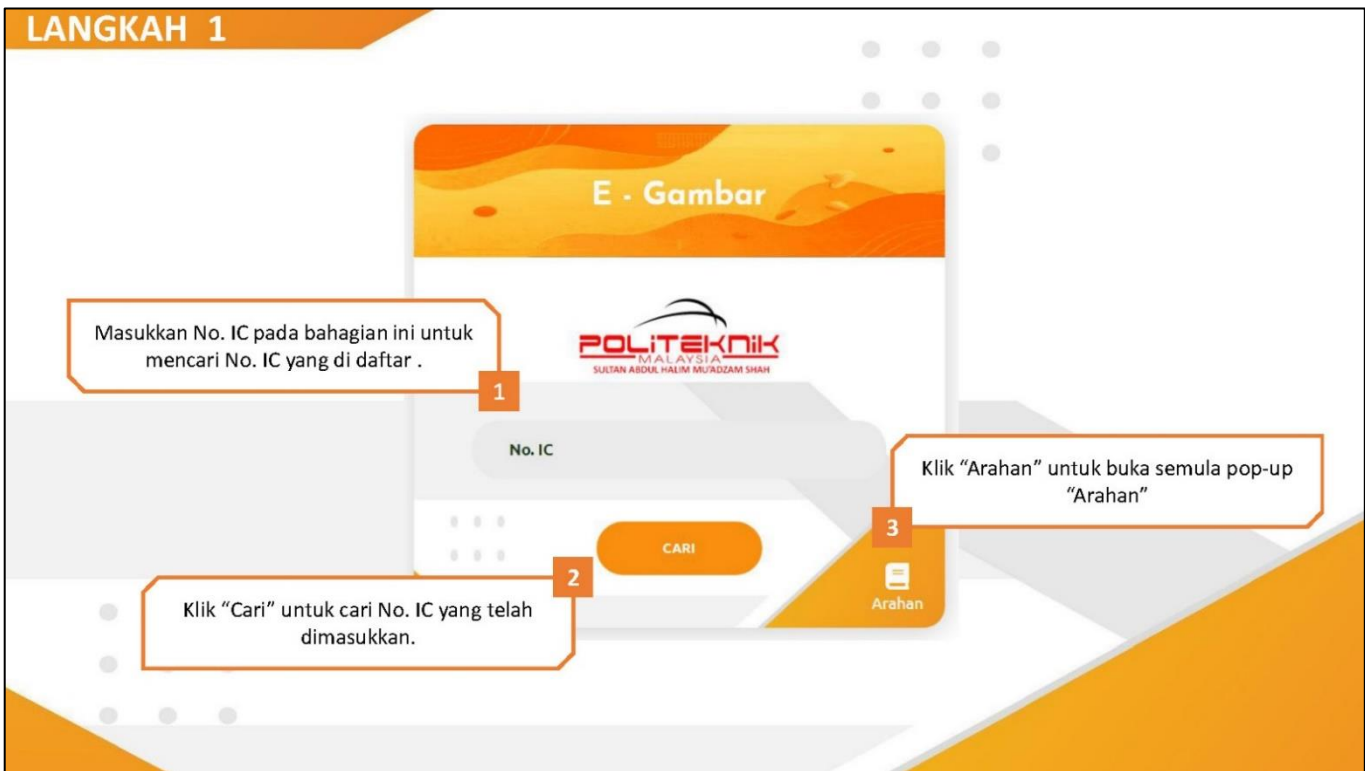 LANGKAH 1
E - Gambar
POLITEKNIK
MALAYSIA
SULTAN ABDUL HALIM MU'ADZAM SHAH
Masukkan No. IC pada bahagian ini untuk
mencari No. IC yang di daftar .
1
No. IC
Klik “Arahan” untuk buka semula pop-up
“Arahan”
3
CARI
2
Klik “Cari” untuk cari No. IC yang telah
dimasukkan.
Arahan